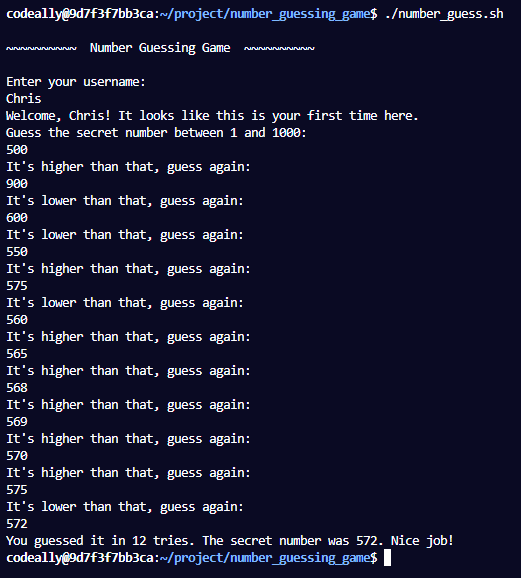 codeally@9d7f3f7bb3ca:~/project/number_guessing_game$ ./number_guess.sh
~~~~~~~~~~ Number Guessing Game ~~~~~~~~~~
Enter your username:
Chris
Welcome, Chris! It looks like this is your first time here.
Guess the secret number between 1 and 1000:
500
It's higher than that, guess again:
900
It's lower than that, guess again:
600
It's lower than that, guess again:
550
It's higher than that, guess again:
575
It's lower than that, guess again:
560
It's higher than that, guess again:
565
It's higher than that, guess again:
568
It's higher than that, guess again:
569
It's higher than that, guess again:
570
It's higher than that, guess again:
575
It's lower than that, guess again:
572
You guessed it in 12 tries. The secret number was 572. Nice job!
codeally@9d7f3f7bb3ca:~/project/number_guessing_game$